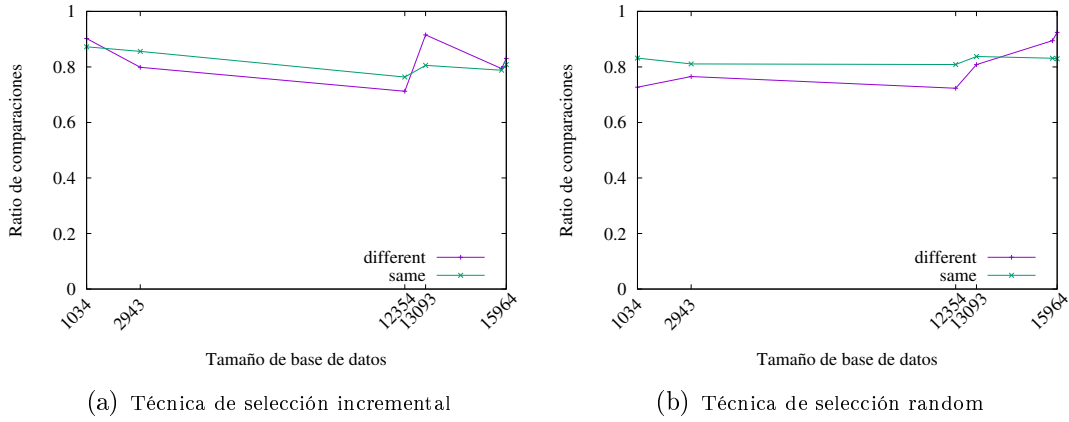 1
0.8
0.6
0.4
0.2
0
Ratio de comparaciones
different
same
1034
2943
12354
13093
15964
Tamaño de base de datos
(a) Técnica de selección incremental
1
0.8
0.6
0.4
0.2
0
Ratio de comparaciones
different
same
1034
2943
12354
13093
15964
Tamaño de base de datos
(b) Técnica de selección random